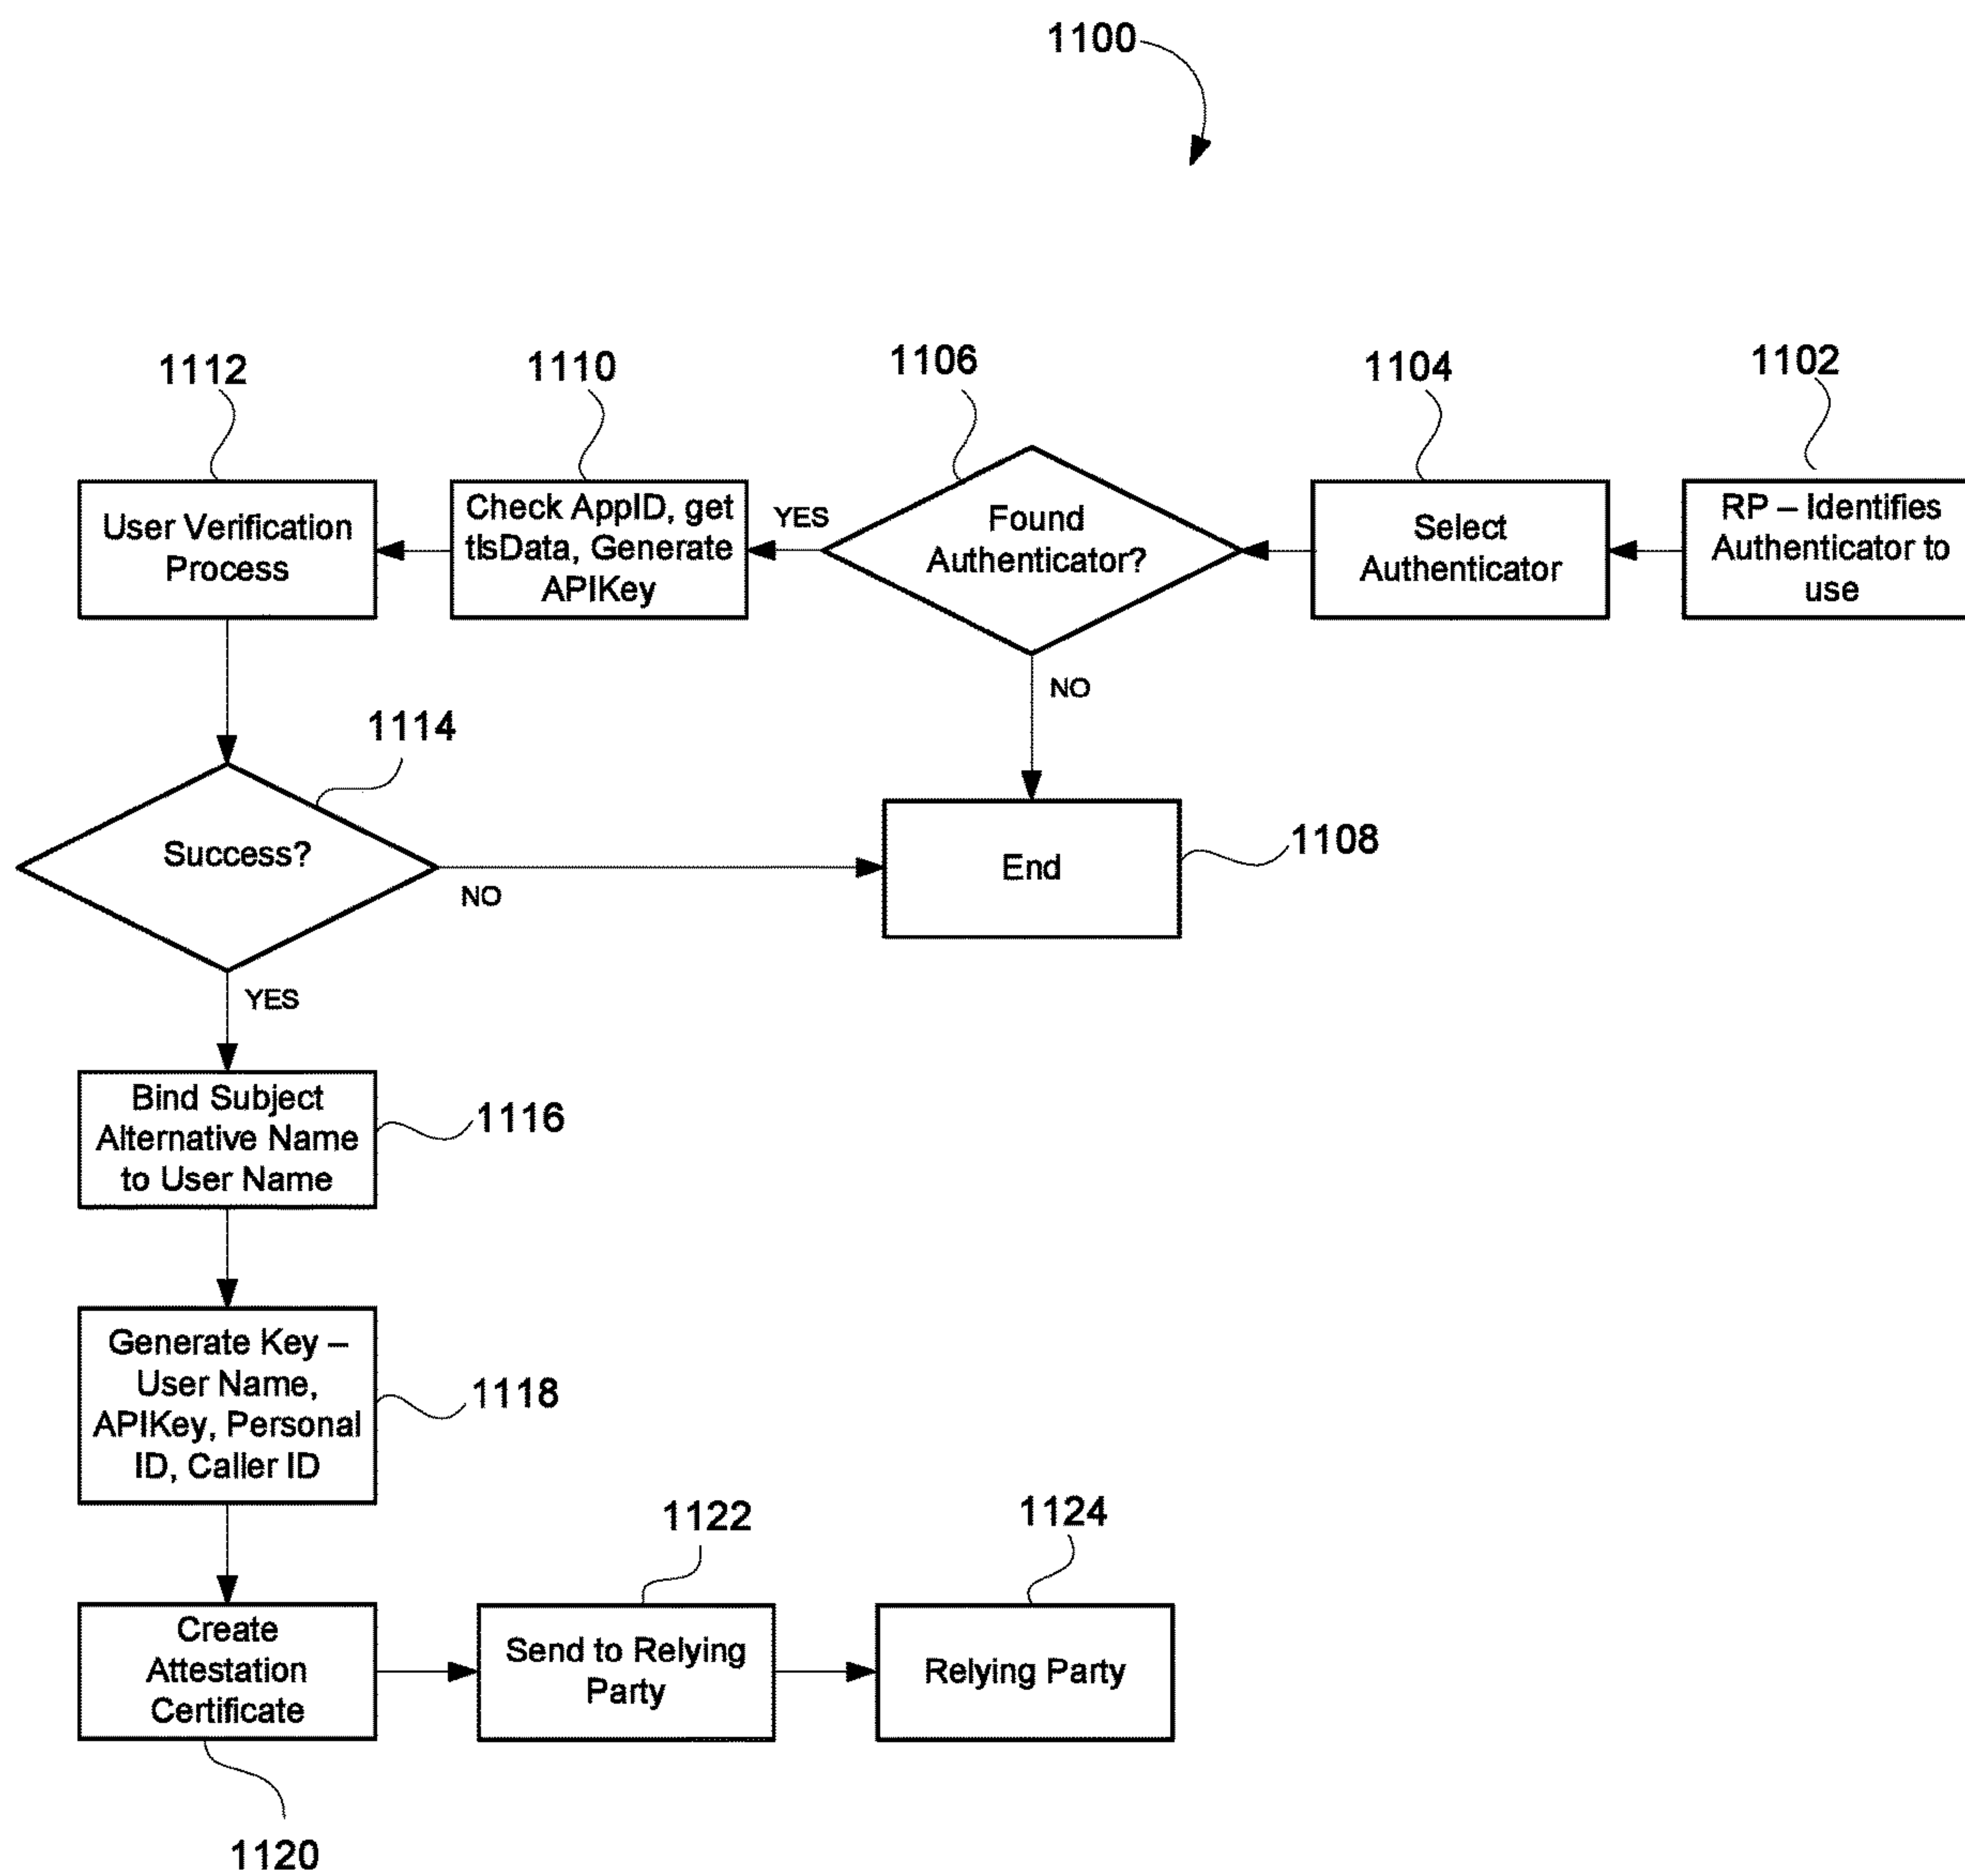 1100
1112
1110
1106
1104
1102
User Verification
Process
Check AppID, get
tlsData, Generate
APIKey
YES
Found
Authenticator?
Select
Authenticator
RP – Identifies
Authenticator to
use
NO
1114
Success?
NO
End
1108
YES
Bind Subject
Alternative Name
to User Name
1116
Generate Key –
User Name,
APIKey, Personal
ID, Caller ID
1118
1122
1124
Create
Attestation
Certificate
Send to Relying
Party
Relying Party
1120